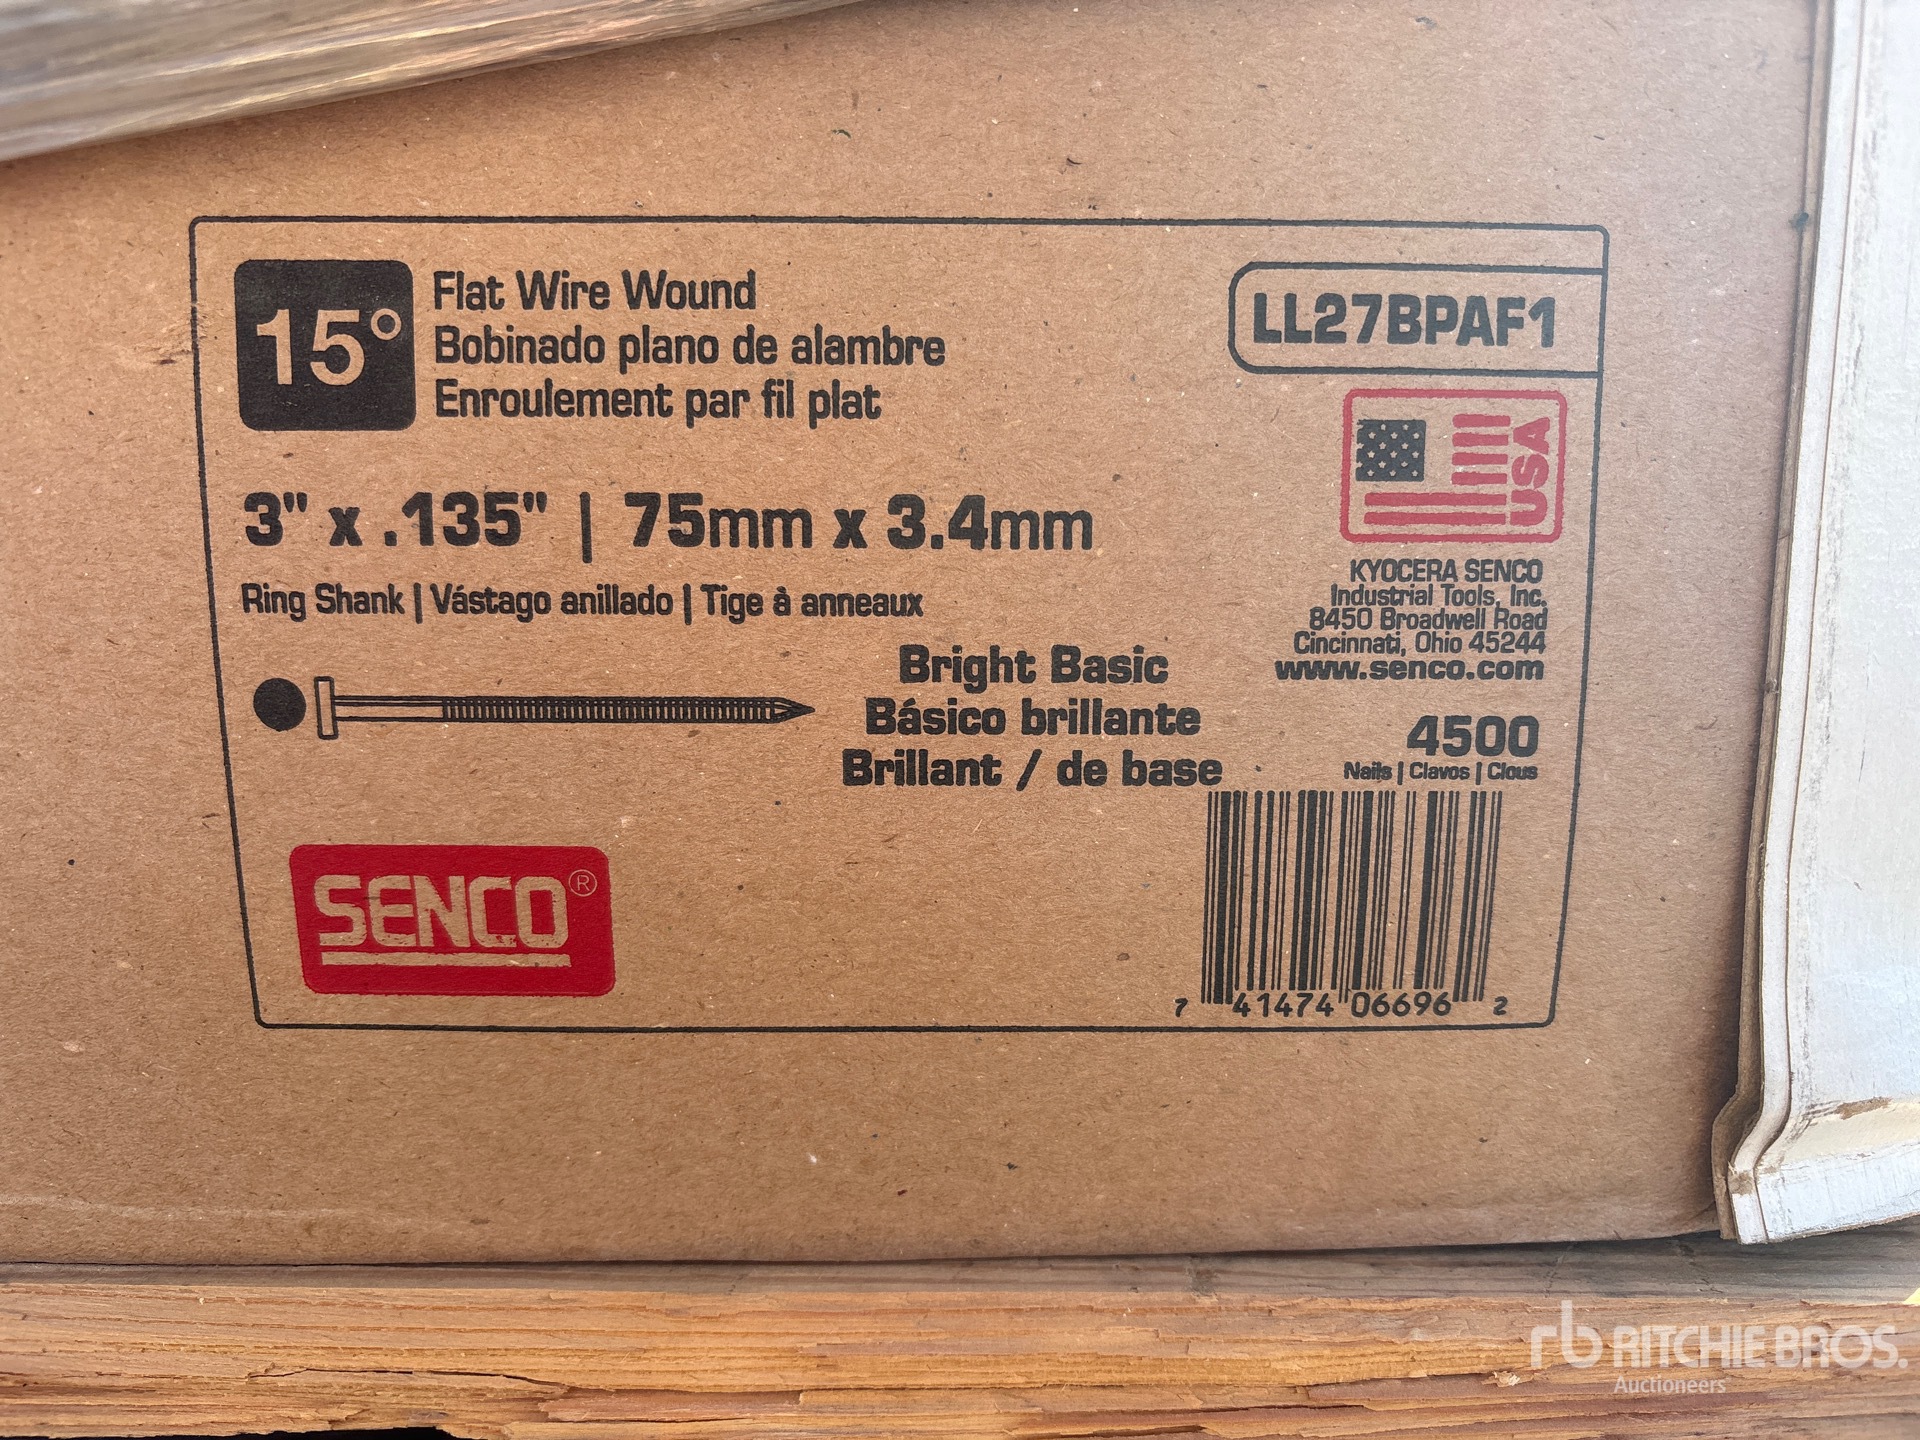 15°
Flat Wire Wound
Bobinado plano de alambre
Enroulement par fil plat
LL27BPAF1
USA
3" x .135" | 75mm x 3.4mm
Ring Shank | Vástago anillado | Tige à anneaux
KYOCERA SENCO
Industrial Tools, Inc.
8450 Broadwell Road
Cincinnati, Ohio 45244
www.senco.com
Bright Basic
Básico brillante
Brillant / de base
4500
Nails | Clavos | Clous
SENCO®
7 41474 06696 2
rb RITCHIE BROS.
Auctioneers